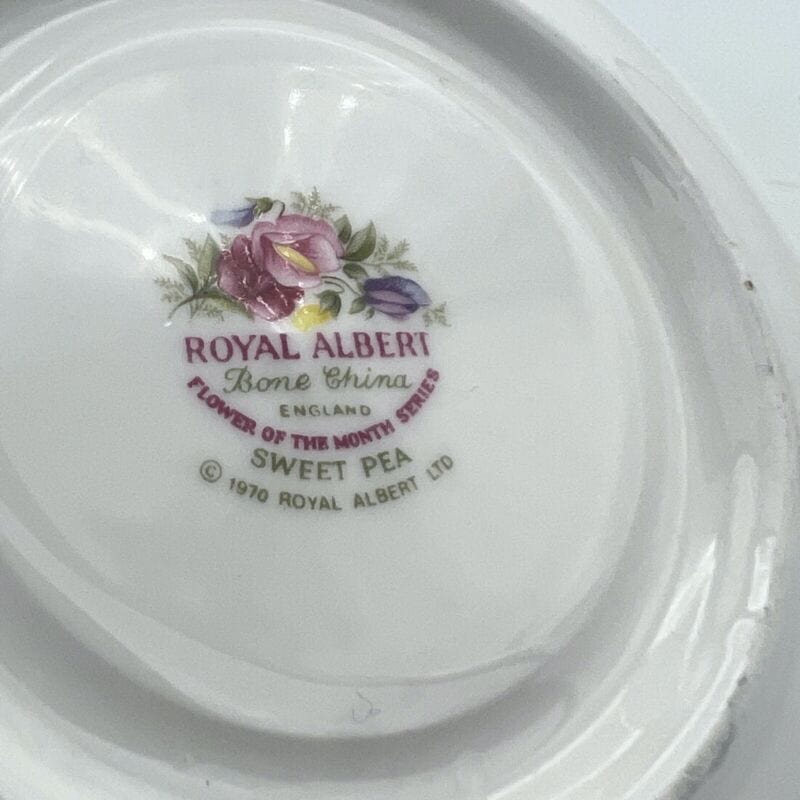 ROYAL ALBERT
Bone China
ENGLAND
FLOWER OF THE MONTH SERIES
SWEET PEA
© 1970 ROYAL ALBERT LTD